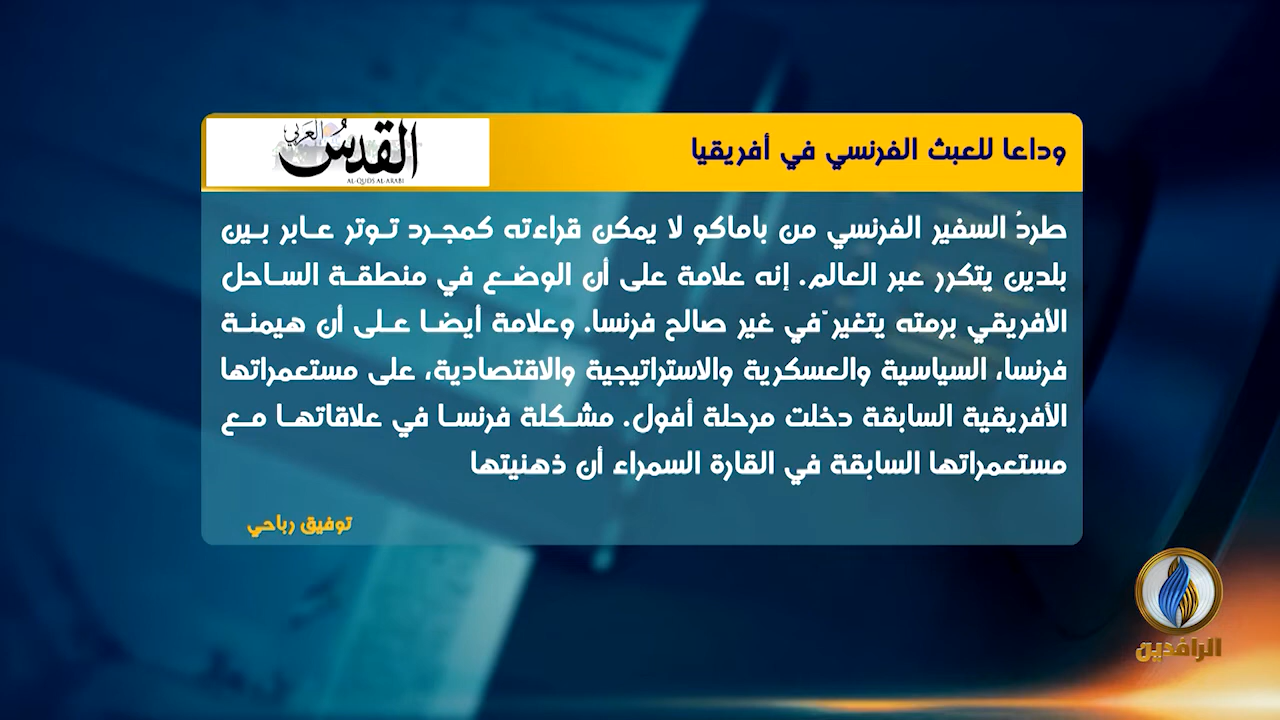 وداعا للعبث الفرنسي في أفريقيا
القدس العربي
AL-QUDS AL-ARABI
طردُ السفير الفرنسي من باماكو لا يمكن قراءته كمجرد توتر عابر بين
بلدين يتكرر عبر العالم. إنه علامة على أن الوضع في منطقة الساحل
الأفريقي برمته يتغيرْ في غير صالح فرنسا. وعلامة أيضا على أن هيمنة
فرنسا، السياسية والعسكرية والاستراتيجية والاقتصادية، على مستعمراتها
الأفريقية السابقة دخلت مرحلة أفول. مشكلة فرنسا في علاقاتها مع
مستعمراتها السابقة في القارة السمراء أن ذهنيتها
توفيق رباحي
الرافدين